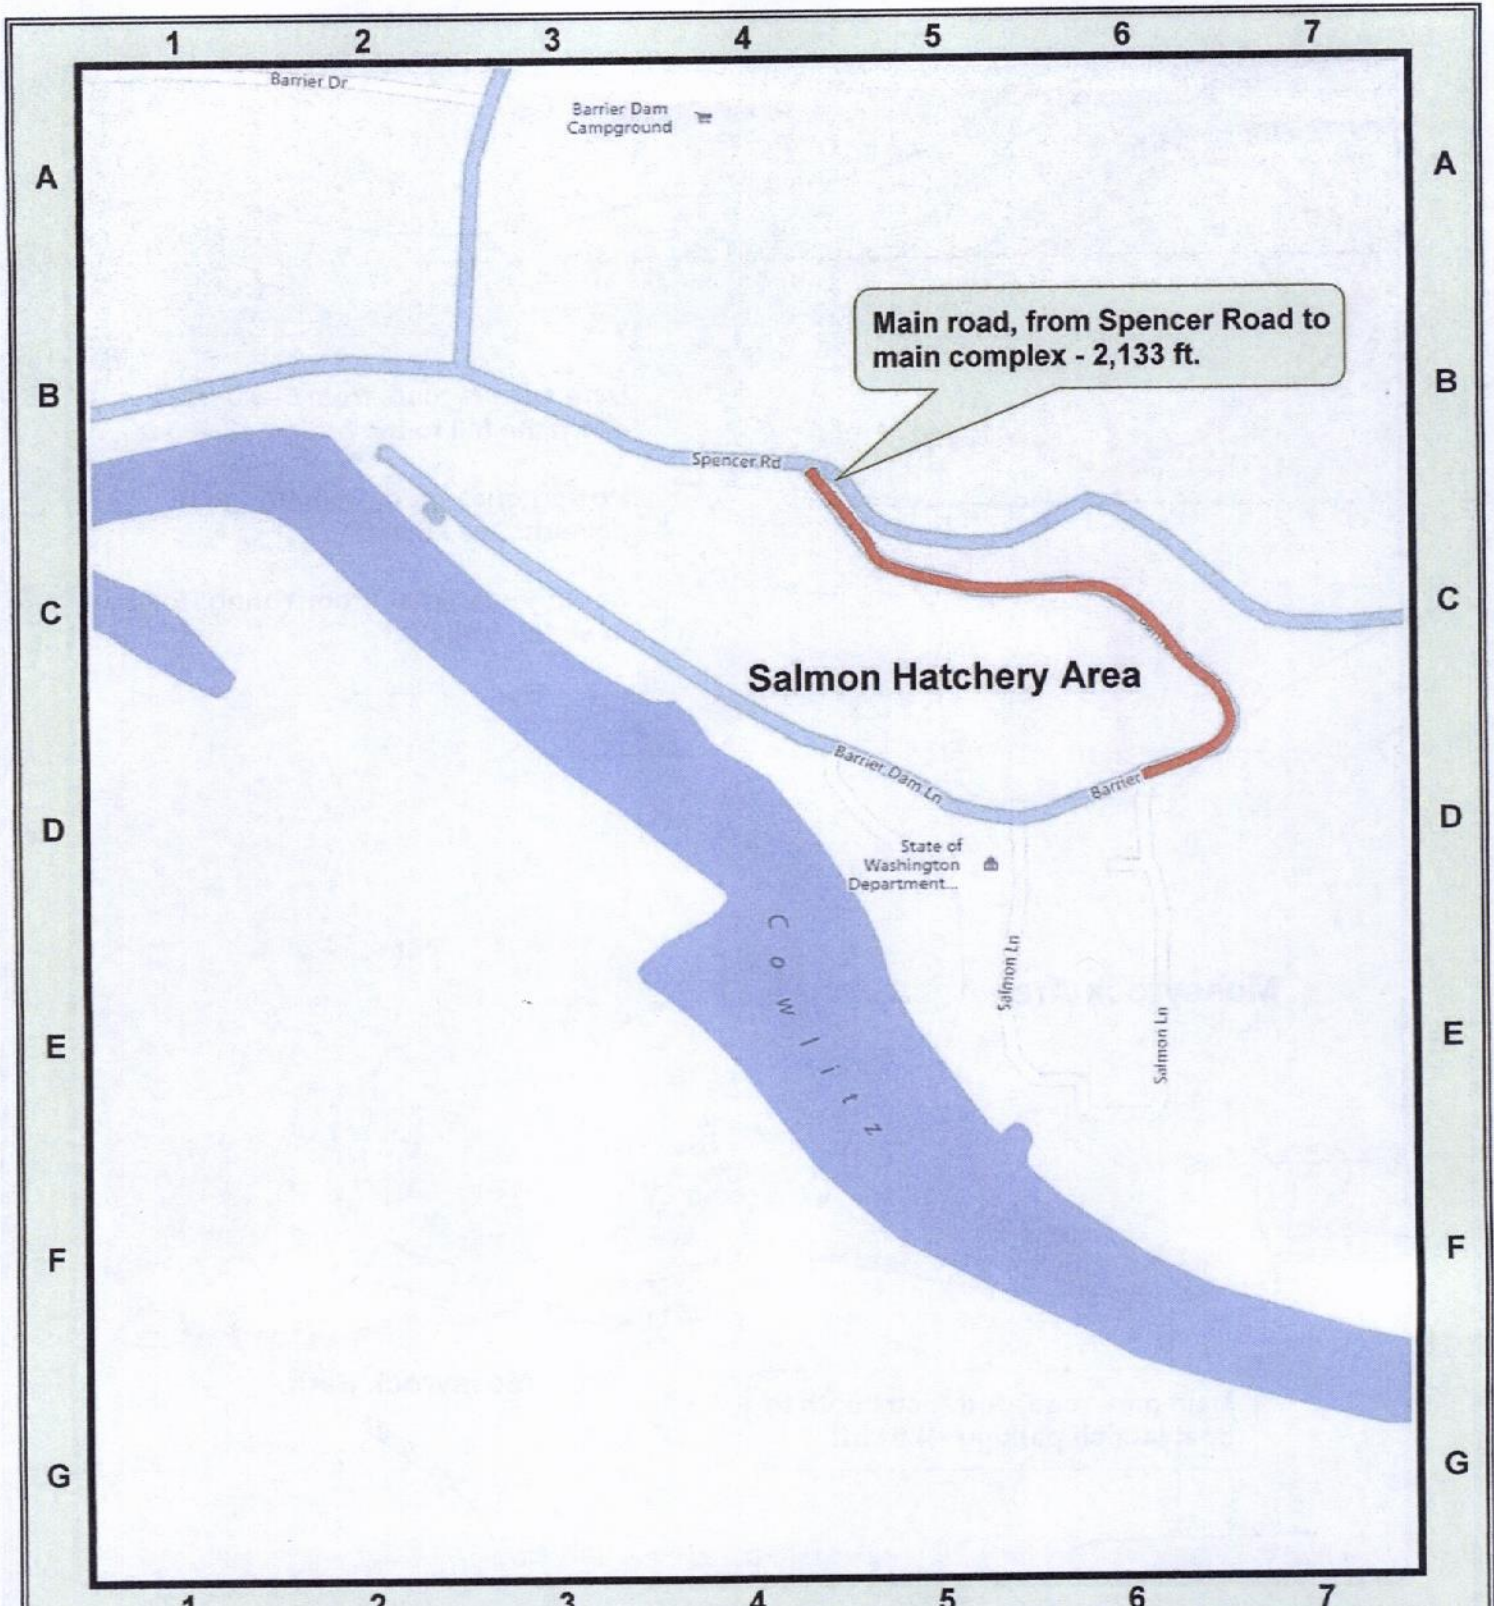 1 2 3 4 5 6 7
Barrier Dr
Barrier Dam
Campground
A A
Main road, from Spencer Road to
main complex - 2,133 ft.
B B
Spencer Rd
C C
Salmon Hatchery Area
Barrier Dam Ln
Barrier
D D
State of
Washington
Department...
Cowlitz
Salmon Ln
E E
Salmon Ln
F F
G G
1 2 3 4 5 6 7